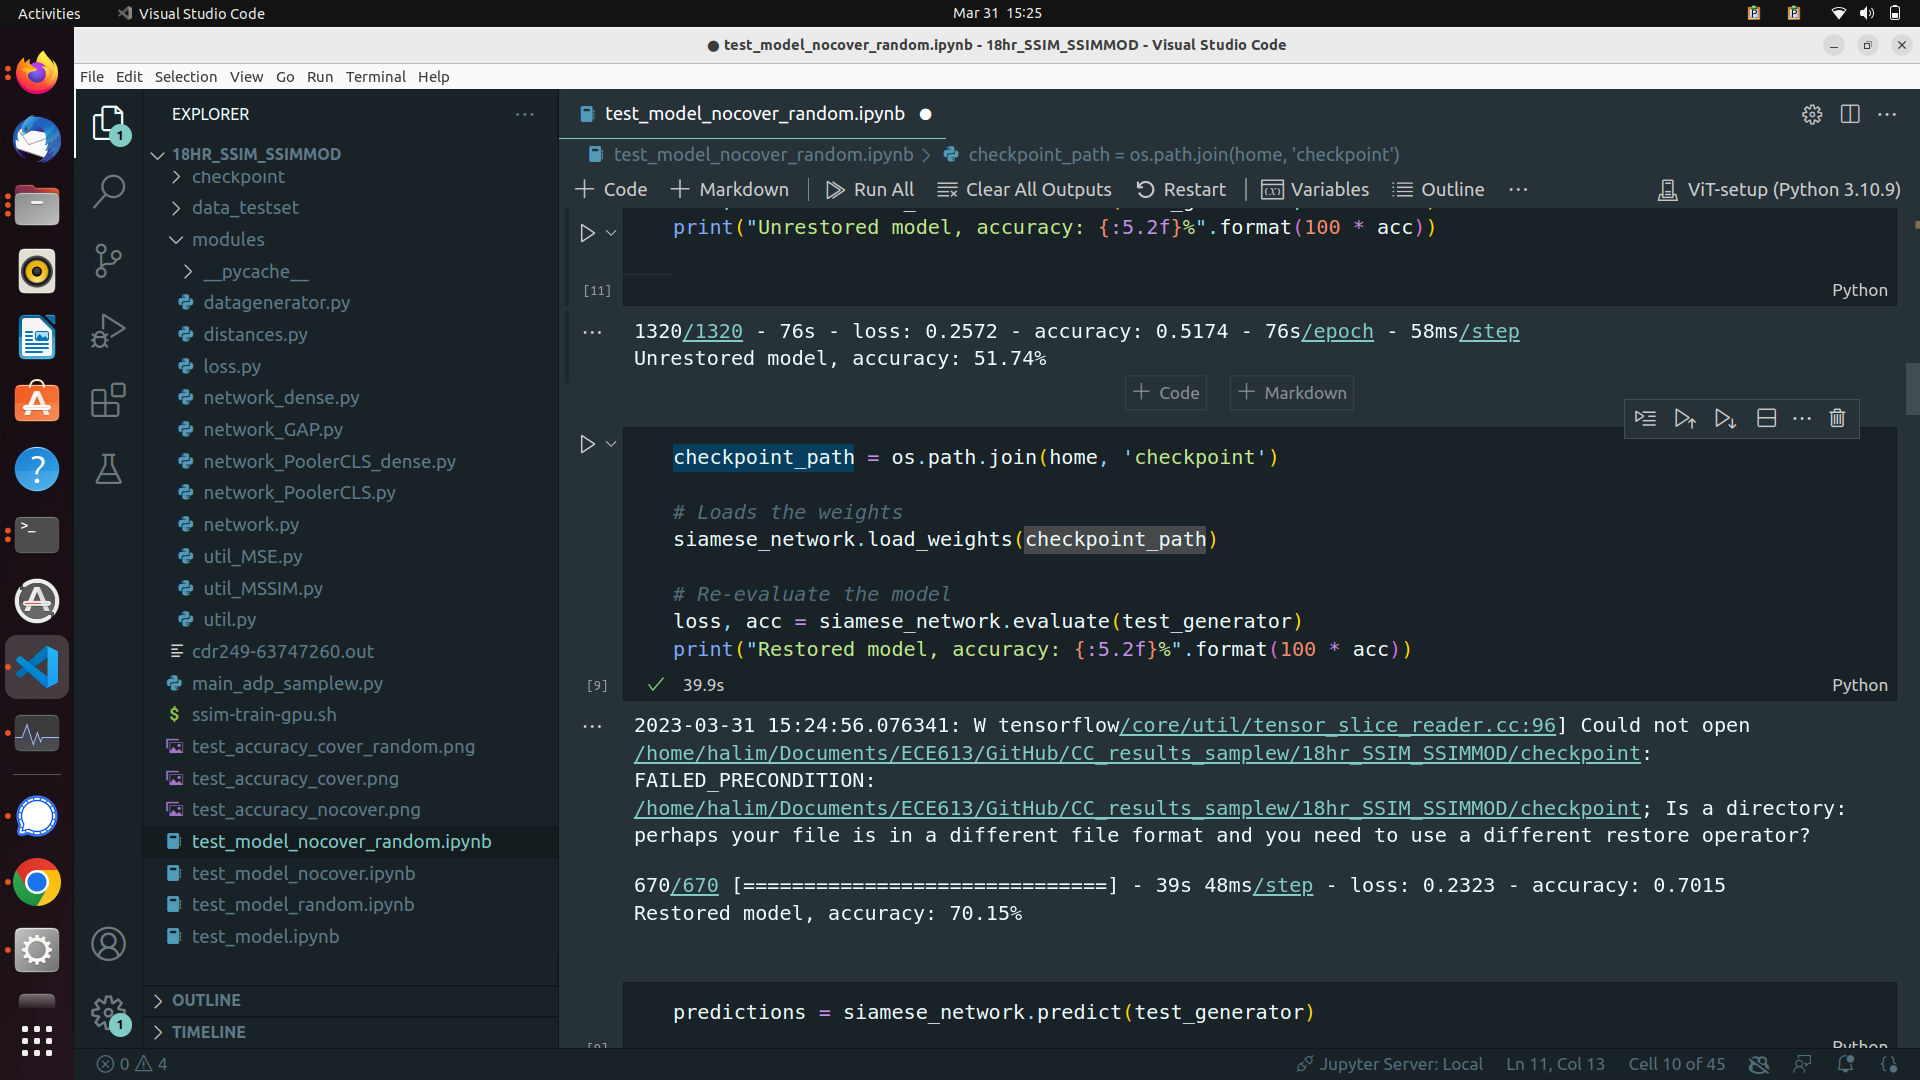 Activities
Visual Studio Code
Mar 31 15:25
● test_model_nocover_random.ipynb - 18hr_SSIM_SSIMMOD - Visual Studio Code
File Edit Selection View Go Run Terminal Help
EXPLORER
18HR_SSIM_SSIMMOD
checkpoint
data_testset
modules
__pycache__
datagenerator.py
distances.py
loss.py
network_dense.py
network_GAP.py
network_PoolerCLS_dense.py
network_PoolerCLS.py
network.py
util_MSE.py
util_MSSIM.py
util.py
cdr249-63747260.out
main_adp_samplew.py
ssim-train-gpu.sh
test_accuracy_cover_random.png
test_accuracy_cover.png
test_accuracy_nocover.png
test_model_nocover_random.ipynb
test_model_nocover.ipynb
test_model_random.ipynb
test_model.ipynb
OUTLINE
TIMELINE
1
1
test_model_nocover_random.ipynb ●
test_model_nocover_random.ipynb > checkpoint_path = os.path.join(home, 'checkpoint')
+ Code + Markdown Run All Clear All Outputs Restart Variables Outline ... ViT-setup (Python 3.10.9)
print("Unrestored model, accuracy: {:5.2f}%".format(100 * acc))
[11]
Python
1320/1320 - 76s - loss: 0.2572 - accuracy: 0.5174 - 76s/epoch - 58ms/step
Unrestored model, accuracy: 51.74%
+ Code + Markdown
checkpoint_path = os.path.join(home, 'checkpoint')
# Loads the weights
siamese_network.load_weights(checkpoint_path)
# Re-evaluate the model
loss, acc = siamese_network.evaluate(test_generator)
print("Restored model, accuracy: {:5.2f}%".format(100 * acc))
[9]
39.9s
Python
2023-03-31 15:24:56.076341: W tensorflow/core/util/tensor_slice_reader.cc:96] Could not open
/home/halim/Documents/ECE613/GitHub/CC_results_samplew/18hr_SSIM_SSIMMOD/checkpoint:
FAILED_PRECONDITION:
/home/halim/Documents/ECE613/GitHub/CC_results_samplew/18hr_SSIM_SSIMMOD/checkpoint; Is a directory:
perhaps your file is in a different file format and you need to use a different restore operator?
670/670 [==============================] - 39s 48ms/step - loss: 0.2323 - accuracy: 0.7015
Restored model, accuracy: 70.15%
predictions = siamese_network.predict(test_generator)
Python
0 4
Jupyter Server: Local Ln 11, Col 13 Cell 10 of 45